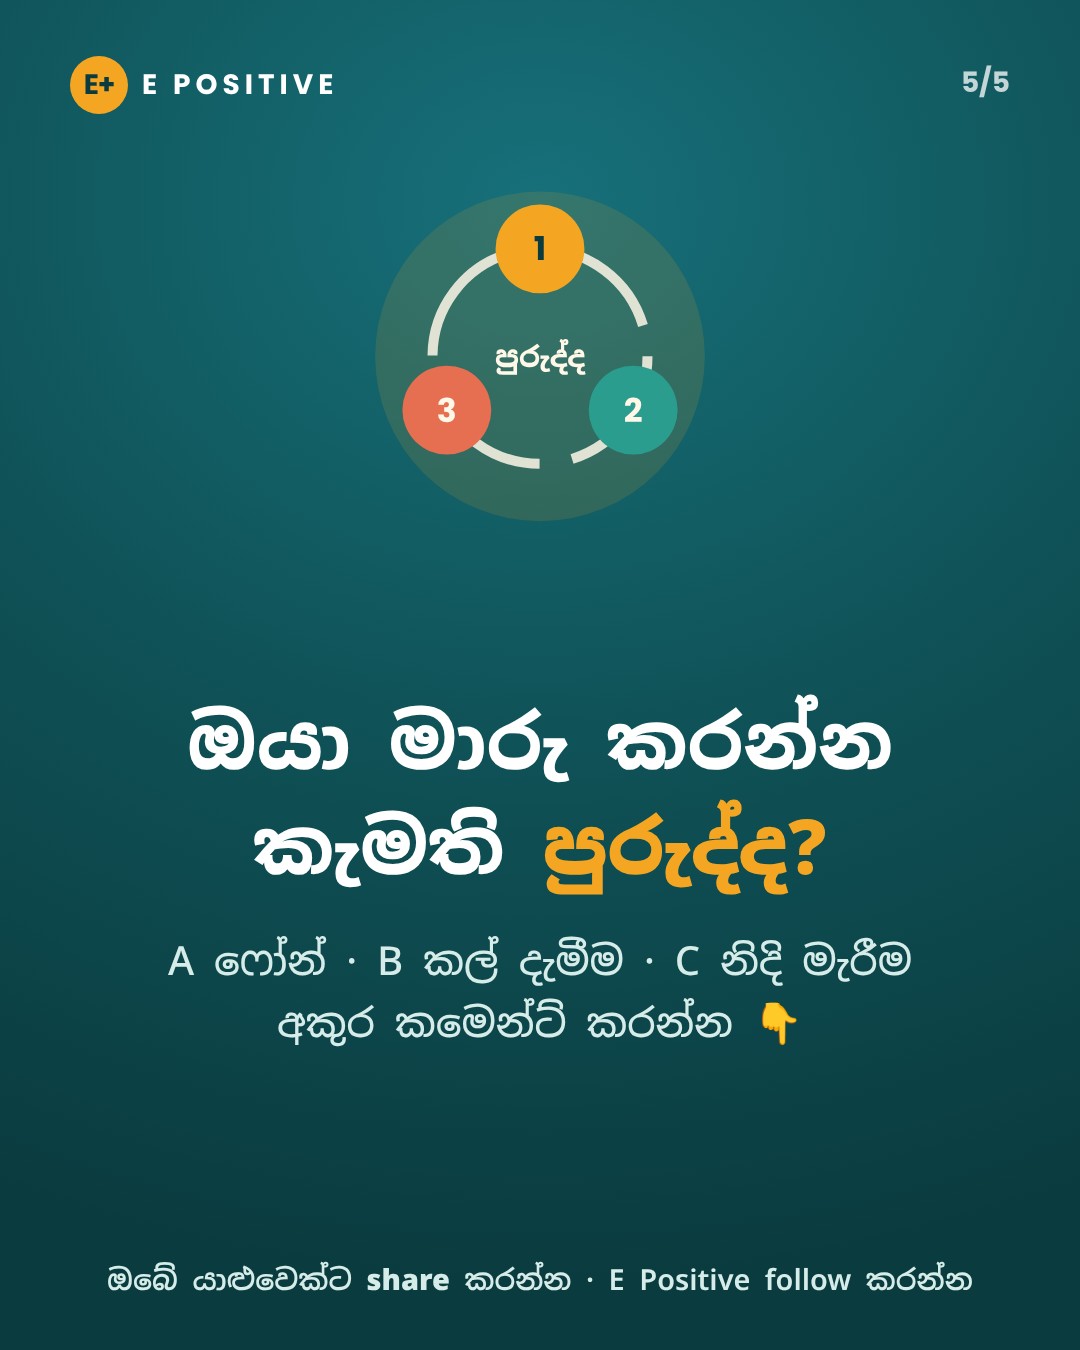 E+ E POSITIVE
5/5
1
පුරුද්ද
3
2
ඔයා මාරු කරන්න
කැමති පුරුද්ද?
A ෆෝන් · B කල් දැමීම · C නිදි මැරීම
අකුර කමෙන්ට් කරන්න 👇
ඔබේ යාළුවෙක්ට share කරන්න · E Positive follow කරන්න